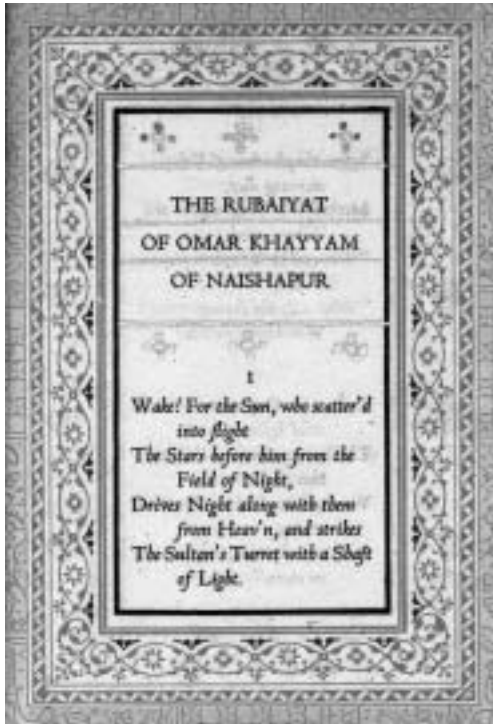 THE RUBAIYAT
OF OMAR KHAYYAM
OF NAISHAPUR
I
Wake! For the Sun, who scatter'd
into flight
The Stars before him from the
Field of Night,
Drives Night along with them
from Heav'n, and strikes
The Sultan's Turret with a Shaft
of Light.